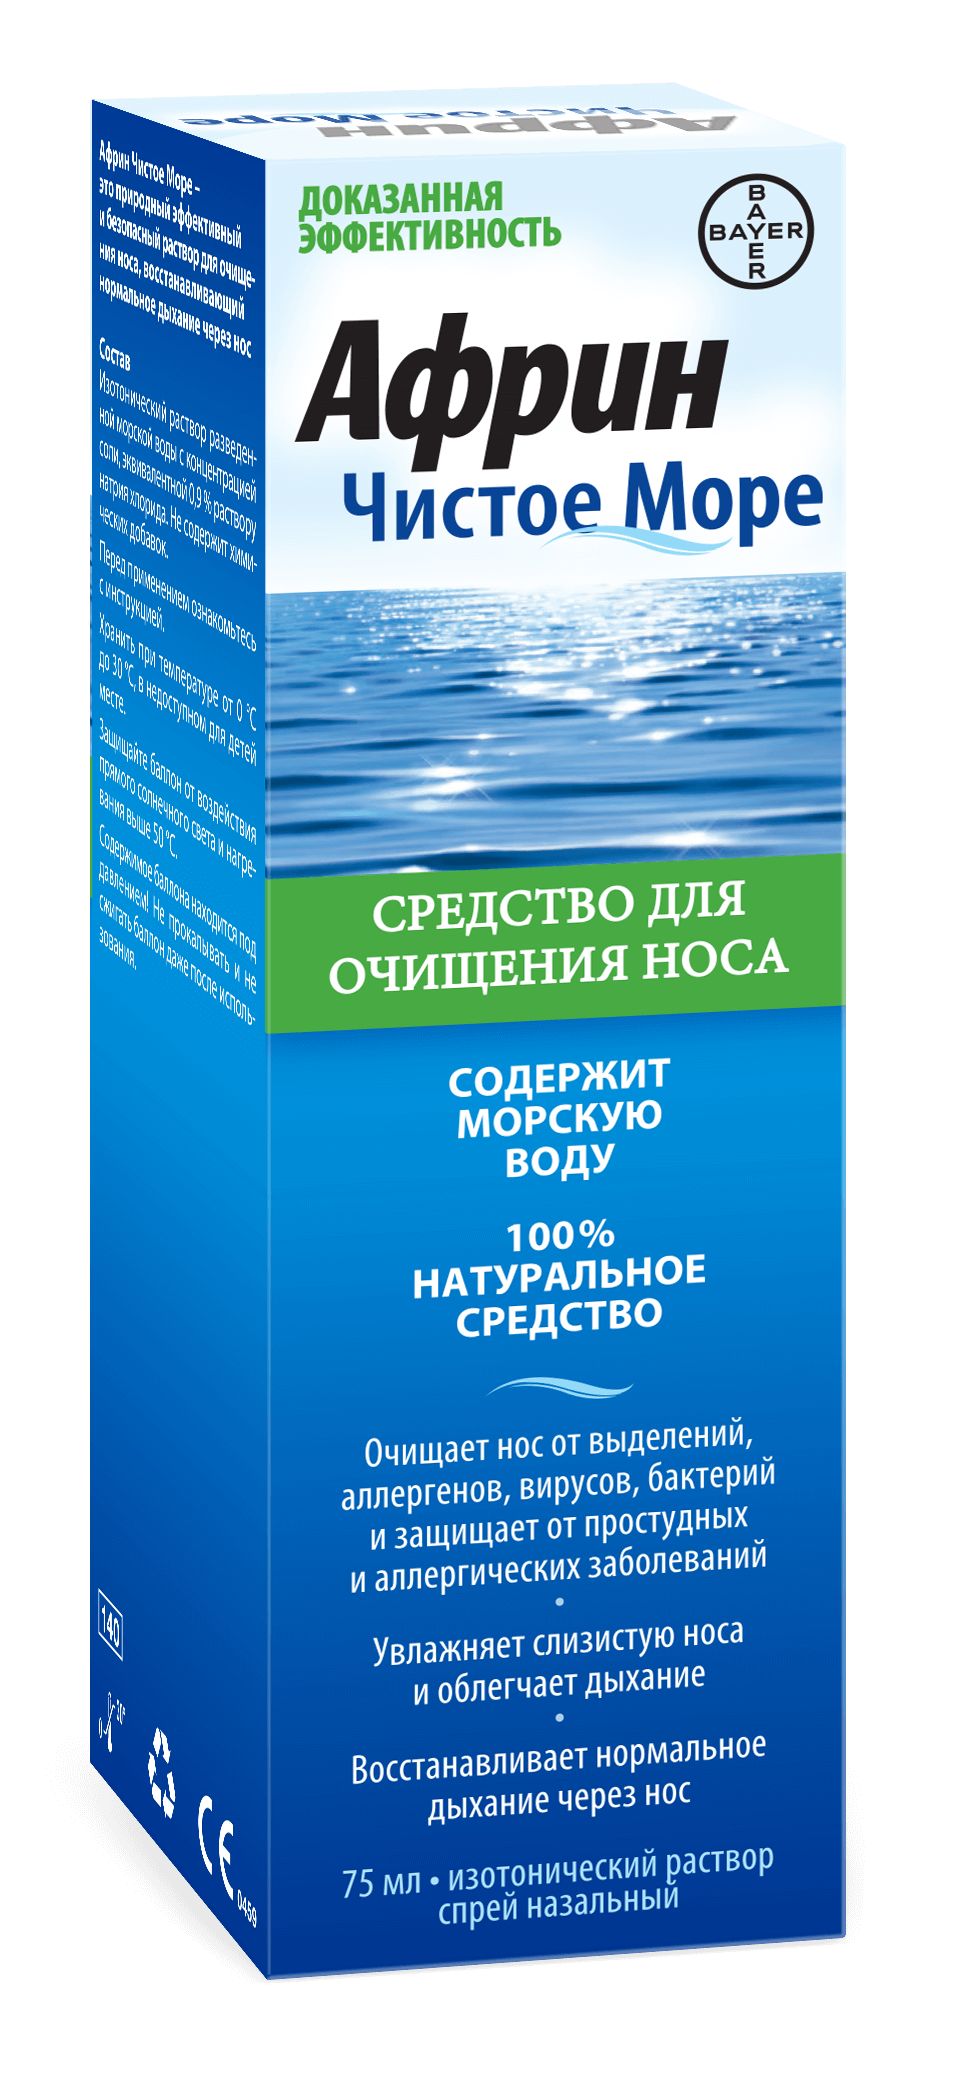 Африн Чистое Море
ДОКАЗАННАЯ
ЭФФЕКТИВНОСТЬ
BAYER
BAYER
Африн
Чистое Море
СРЕДСТВО ДЛЯ
ОЧИЩЕНИЯ НОСА
СОДЕРЖИТ
МОРСКУЮ
ВОДУ
100%
НАТУРАЛЬНОЕ
СРЕДСТВО
Очищает нос от выделений,
аллергенов, вирусов, бактерий
и защищает от простудных
и аллергических заболеваний
Увлажняет слизистую носа
и облегчает дыхание
Восстанавливает нормальное
дыхание через нос
75 мл • изотонический раствор
спрей назальный
Африн Чистое Море –
это природный эффективный
и безопасный раствор для очище-
ния носа, восстанавливающий
нормальное дыхание через нос
Состав
Изотонический раствор разведен-
ной морской воды с концентрацией
соли, эквивалентной 0,9 % раствору
натрия хлорида. Не содержит хими-
ческих добавок.
Перед применением ознакомьтесь
с инструкцией.
Хранить при температуре от 0 °С
до 30 °С, в недоступном для детей
месте.
Защищайте баллон от воздействия
прямого солнечного света и нагре-
вания выше 50 °С.
Содержимое баллона находится под
давлением! Не прокалывать и не
сжигать баллон даже после исполь-
зования.
140
0 30°
CE 0459